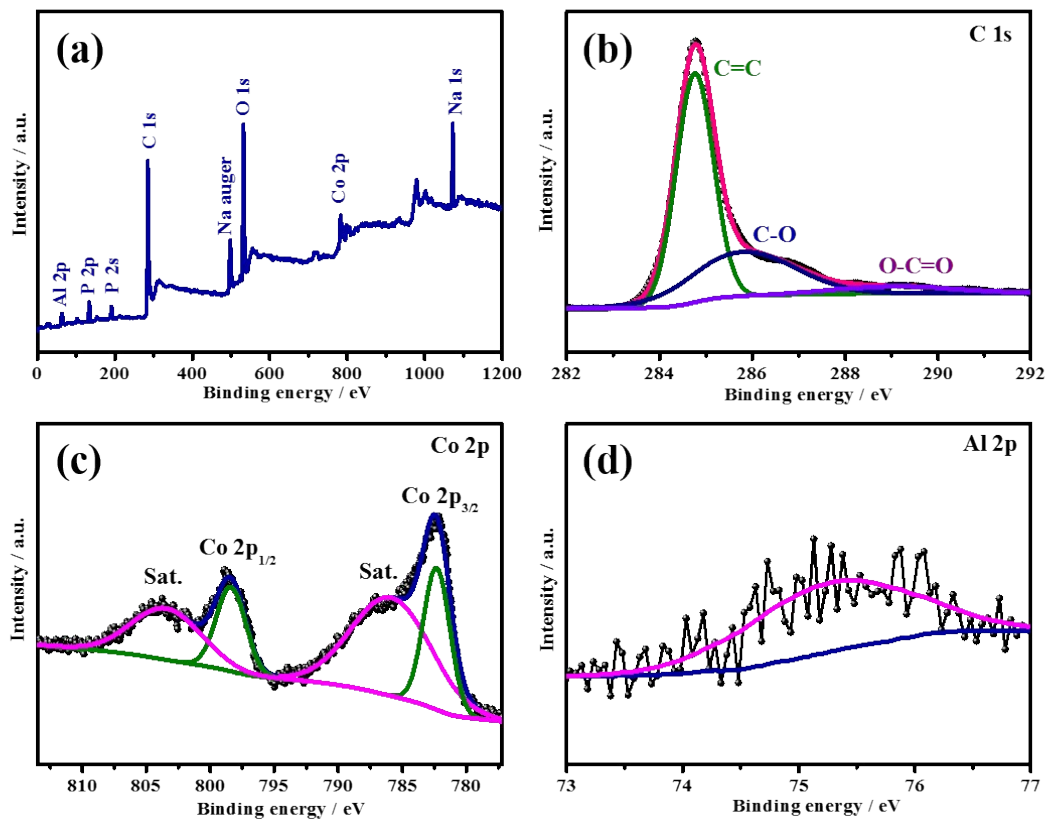 (a)
Al 2p
P 2p
P 2s
C 1s
Na auger
O 1s
Co 2p
Na 1s
Intensity / a.u.
0 200 400 600 800 1000 1200
Binding energy / eV
(b)
C 1s
C=C
C-O
O-C=O
Intensity / a.u.
282 284 286 288 290 292
Binding energy / eV
(c)
Co 2p
Co 2p3/2
Co 2p1/2
Sat.
Sat.
Intensity / a.u.
810 805 800 795 790 785 780
Binding energy / eV
(d)
Al 2p
Intensity / a.u.
73 74 75 76 77
Binding energy / eV